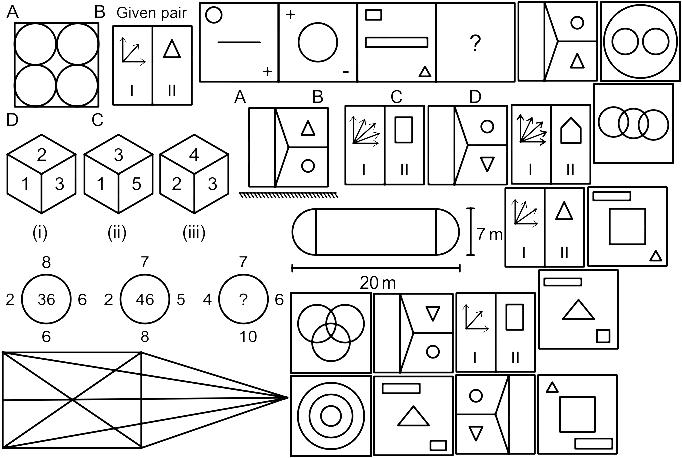 A B Given pair
+
+ -
?
I II
D C
A B C D
2
1 3
3
1 5
4
2 3
I II
I II
(i) (ii) (iii)
7 m
I II
20 m
8
2 36 6
6
7
2 46 5
8
7
4 ? 6
10
I II